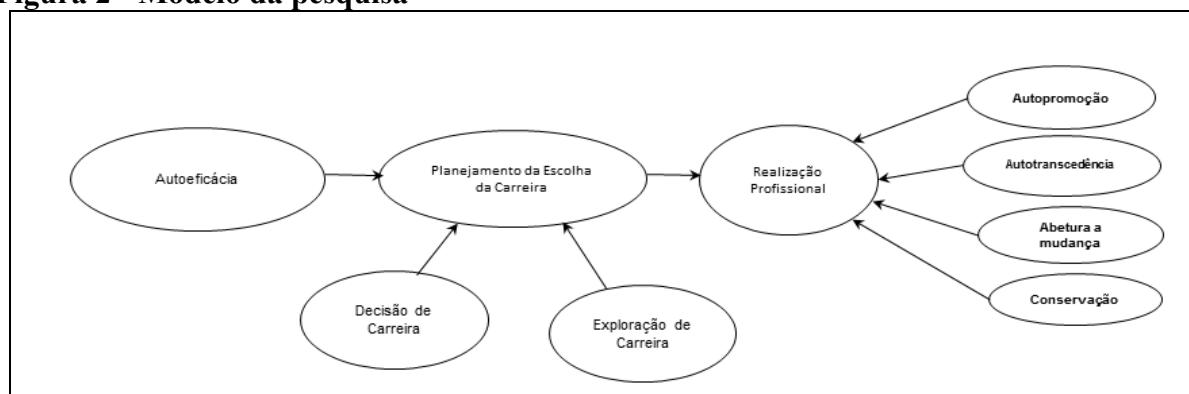 Figura 2 - Modelo da pesquisa
Autoeficácia
Planejamento da Escolha
da Carreira
Realização
Profissional
Autopromoção
Autotranscedência
Abetura a
mudança
Conservação
Decisão de
Carreira
Exploração de
Carreira